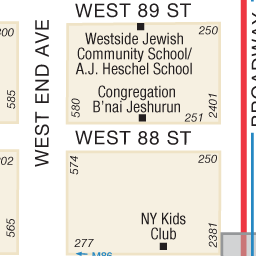 WEST 89 ST
250
Westside Jewish
Community School/
A.J. Heschel School
Congregation
B'nai Jeshurun
580
2401
251
585
WEST END AVE
BROADWAY
WEST 88 ST
574
250
565
NY Kids
Club
2381
277
M86